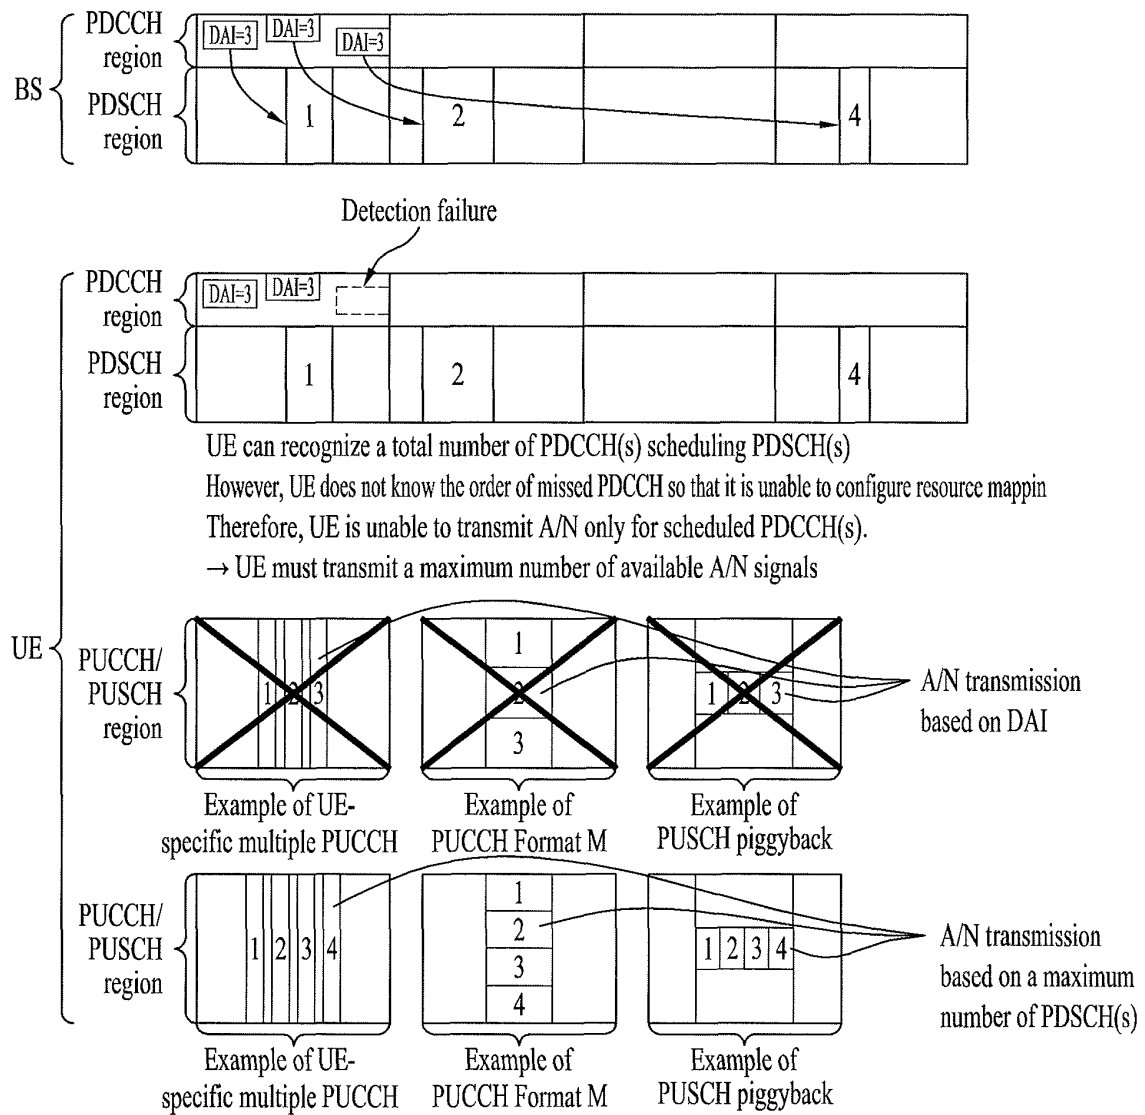 BS
PDCCH
region
DAI=3
DAI=3
DAI=3
PDSCH
region
1
2
4
Detection failure
UE
PDCCH
region
DAI=3
DAI=3
PDSCH
region
1
2
4
UE can recognize a total number of PDCCH(s) scheduling PDSCH(s)
However, UE does not know the order of missed PDCCH so that it is unable to configure resource mappin
Therefore, UE is unable to transmit A/N only for scheduled PDCCH(s).
→ UE must transmit a maximum number of available A/N signals
PUCCH/
PUSCH
region
1 2 3
1
2
3
1 2 3
A/N transmission
based on DAI
Example of UE-
specific multiple PUCCH
Example of
PUCCH Format M
Example of
PUSCH piggyback
PUCCH/
PUSCH
region
1 2 3 4
1
2
3
4
1 2 3 4
A/N transmission
based on a maximum
number of PDSCH(s)
Example of UE-
specific multiple PUCCH
Example of
PUCCH Format M
Example of
PUSCH piggyback